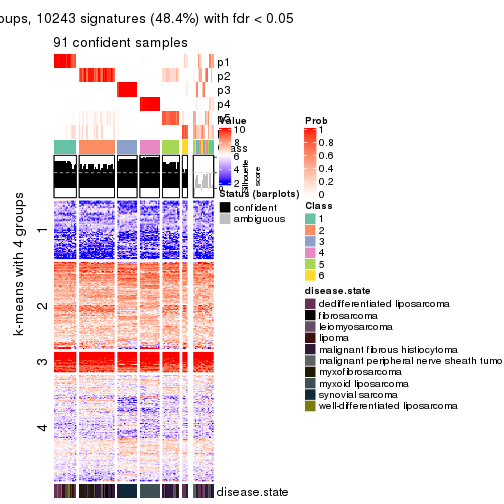 oups, 10243 signatures (48.4%) with fdr < 0.05
91 confident samples
p1
p2
p3
p4
p5
Class
k-means with 4 groups
1
2
3
4
disease.state
Value
10
8
6
4
2
Silhouette
score
Status (barplots)
confident
ambiguous
Prob
1
0.8
0.6
0.4
0.2
0
Class
1
2
3
4
5
6
disease.state
dedifferentiated liposarcoma
fibrosarcoma
leiomyosarcoma
lipoma
malignant fibrous histiocytoma
malignant peripheral nerve sheath tumo
myxofibrosarcoma
myxoid liposarcoma
synovial sarcoma
well-differentiated liposarcoma